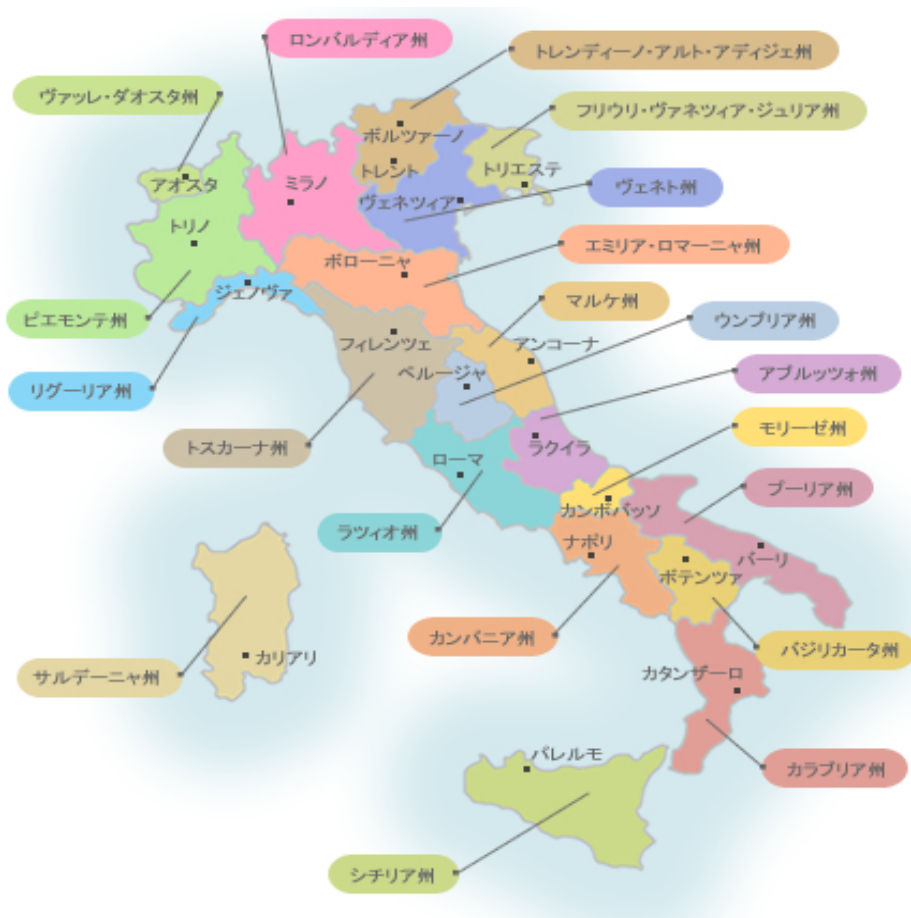 ロンバルディア州
トレンディーノ・アルト・アディジェ州
ヴァッレ・ダオスタ州
フリウリ・ヴァネツィア・ジュリア州
ボルツァーノ
トレント
トリエステ
アオスタ
ミラノ
ヴェネツィア
ヴェネト州
トリノ
ボローニャ
エミリア・ロマーニャ州
ジェノヴァ
マルケ州
ピエモンテ州
ウンブリア州
フィレンツェ
アンコーナ
ペルージャ
アブルッツォ州
リグーリア州
モリーゼ州
トスカーナ州
ラクイラ
ローマ
プーリア州
カンポバッソ
ラツィオ州
ナポリ
バーリ
ポテンツァ
カンパニア州
バジリカータ州
カリアリ
サルデーニャ州
カタンザーロ
パレルモ
カラブリア州
シチリア州